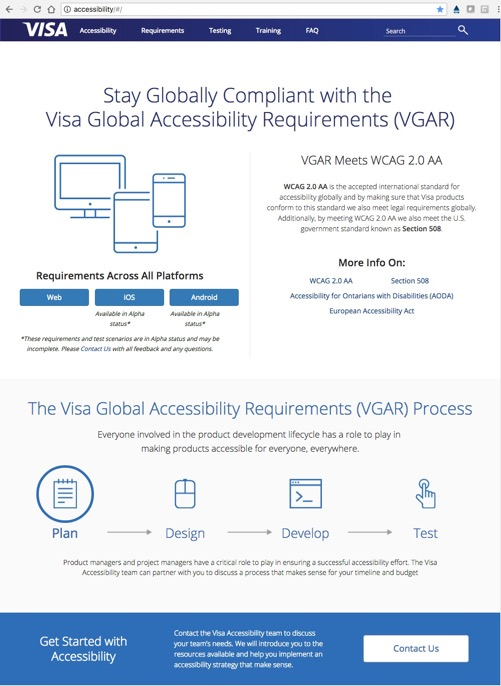 accessibility/#/
VISA
Accessibility
Requirements
Testing
Training
FAQ
Search
Stay Globally Compliant with the
Visa Global Accessibility Requirements (VGAR)
Requirements Across All Platforms
Web
iOS
Android
Available in Alpha
status*
Available in Alpha
status*
*These requirements and test scenarios are in Alpha status and may be
incomplete. Please Contact Us with all feedback and any questions.
VGAR Meets WCAG 2.0 AA
WCAG 2.0 AA is the accepted international standard for
accessibility globally and by making sure that Visa products
conform to this standard we also meet legal requirements globally.
Additionally, by meeting WCAG 2.0 AA we also meet the U.S.
government standard known as Section 508.
More Info On:
WCAG 2.0 AA
Section 508
Accessibility for Ontarians with Disabilities (AODA)
European Accessibility Act
The Visa Global Accessibility Requirements (VGAR) Process
Everyone involved in the product development lifecycle has a role to play in
making products accessible for everyone, everywhere.
Plan
Design
Develop
Test
Product managers and project managers have a critical role to play in ensuring a successful accessibility effort. The Visa
Accessibility team can partner with you to discuss a process that makes sense for your timeline and budget
Get Started with
Accessibility
Contact the Visa Accessibility team to discuss
your team's needs. We will introduce you to the
resources available and help you implement an
accessibility strategy that make sense.
Contact Us